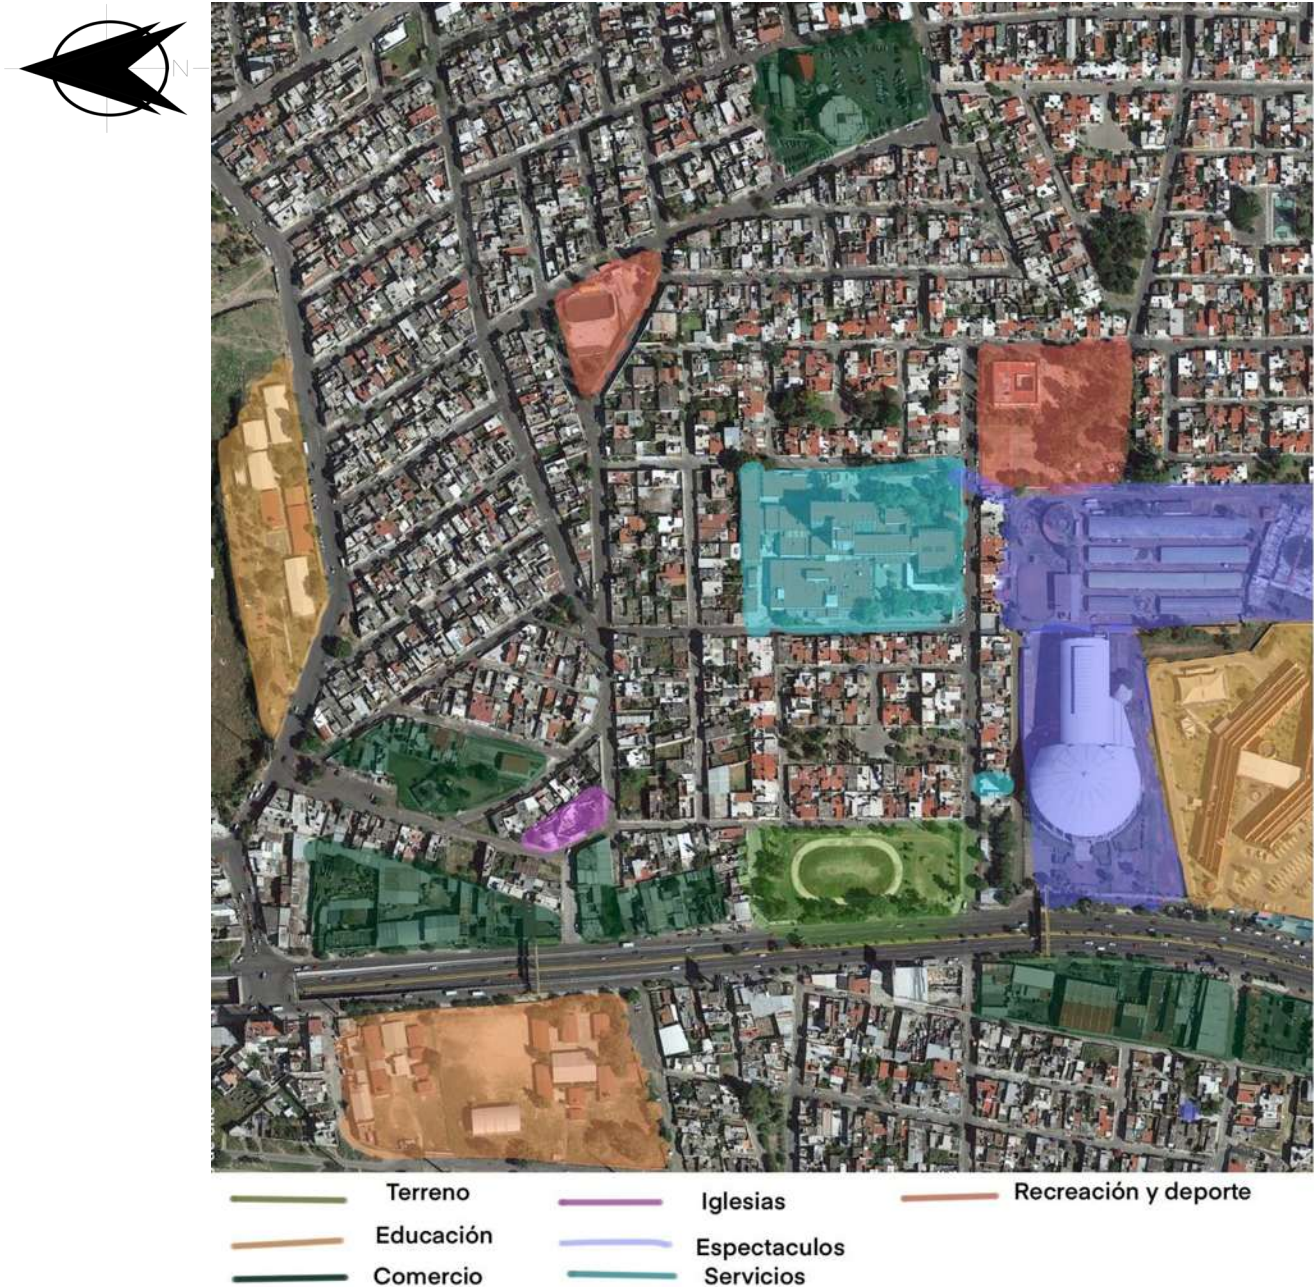 N
Terreno
Iglesias
Recreación y deporte
Educación
Espectaculos
Comercio
Servicios